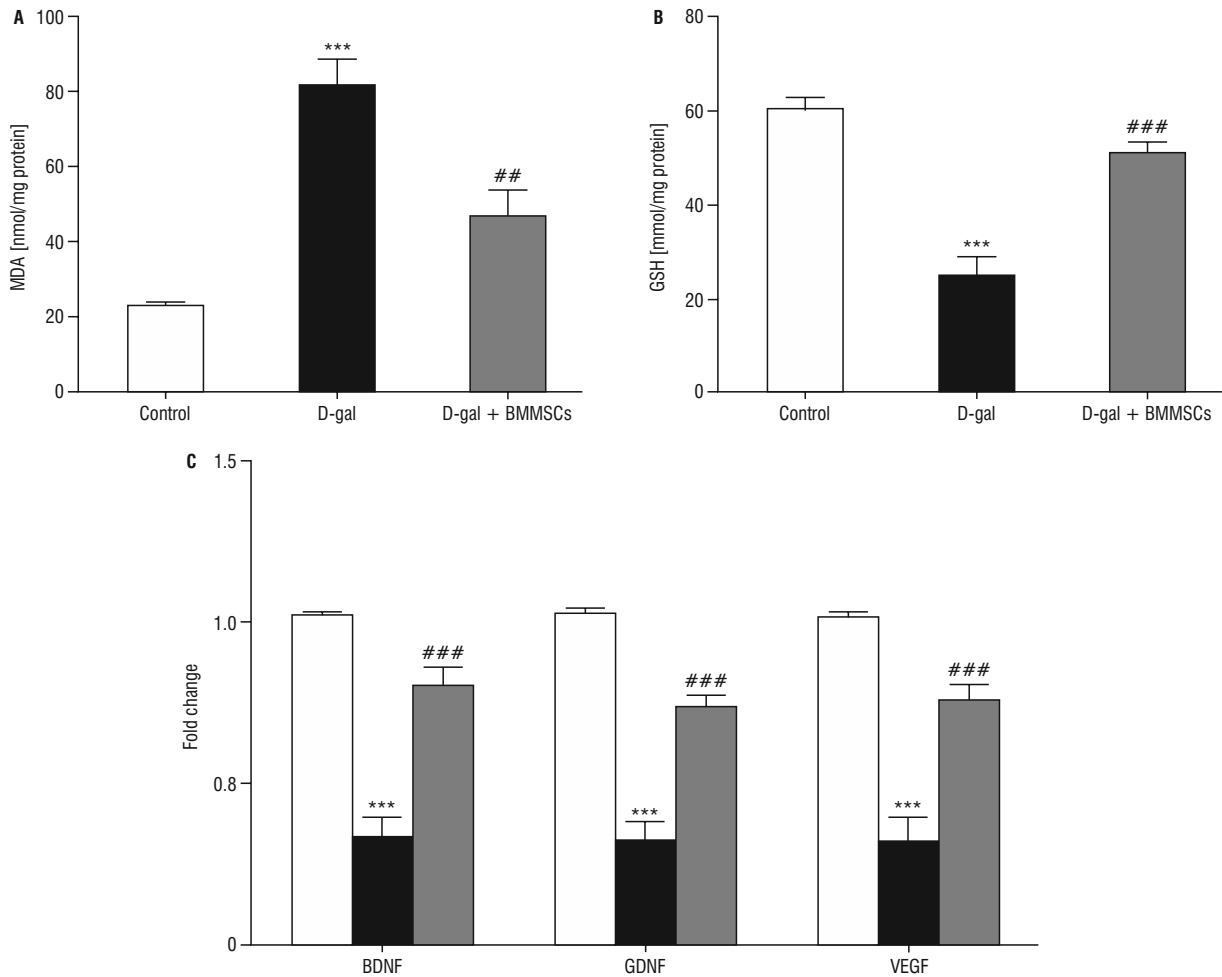 A
MDA [nmol/mg protein]
100
80
60
40
20
0
***
##
Control
D-gal
D-gal + BMMSCs
B
GSH [mmol/mg protein]
80
60
40
20
0
***
###
Control
D-gal
D-gal + BMMSCs
C
Fold change
1.5
1.0
0.8
0
***
###
***
###
***
###
BDNF
GDNF
VEGF